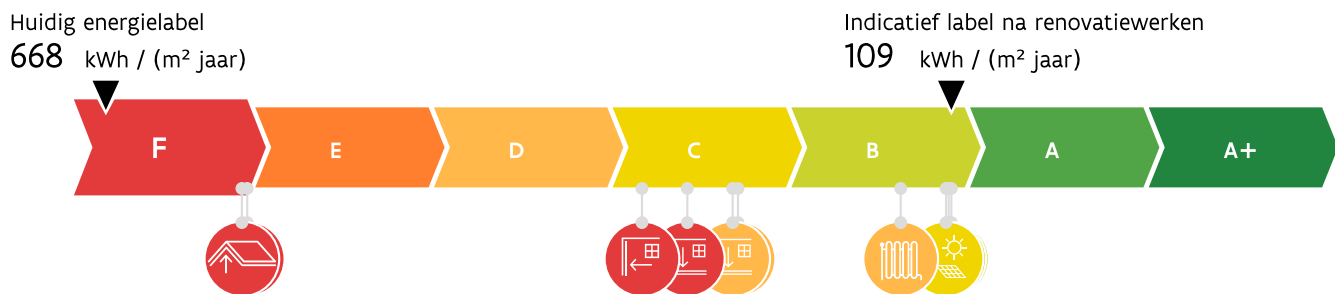 Huidig energielabel
668 kWh / (m² jaar)
Indicatief label na renovatiewerken
109 kWh / (m² jaar)
F E D C B A A+